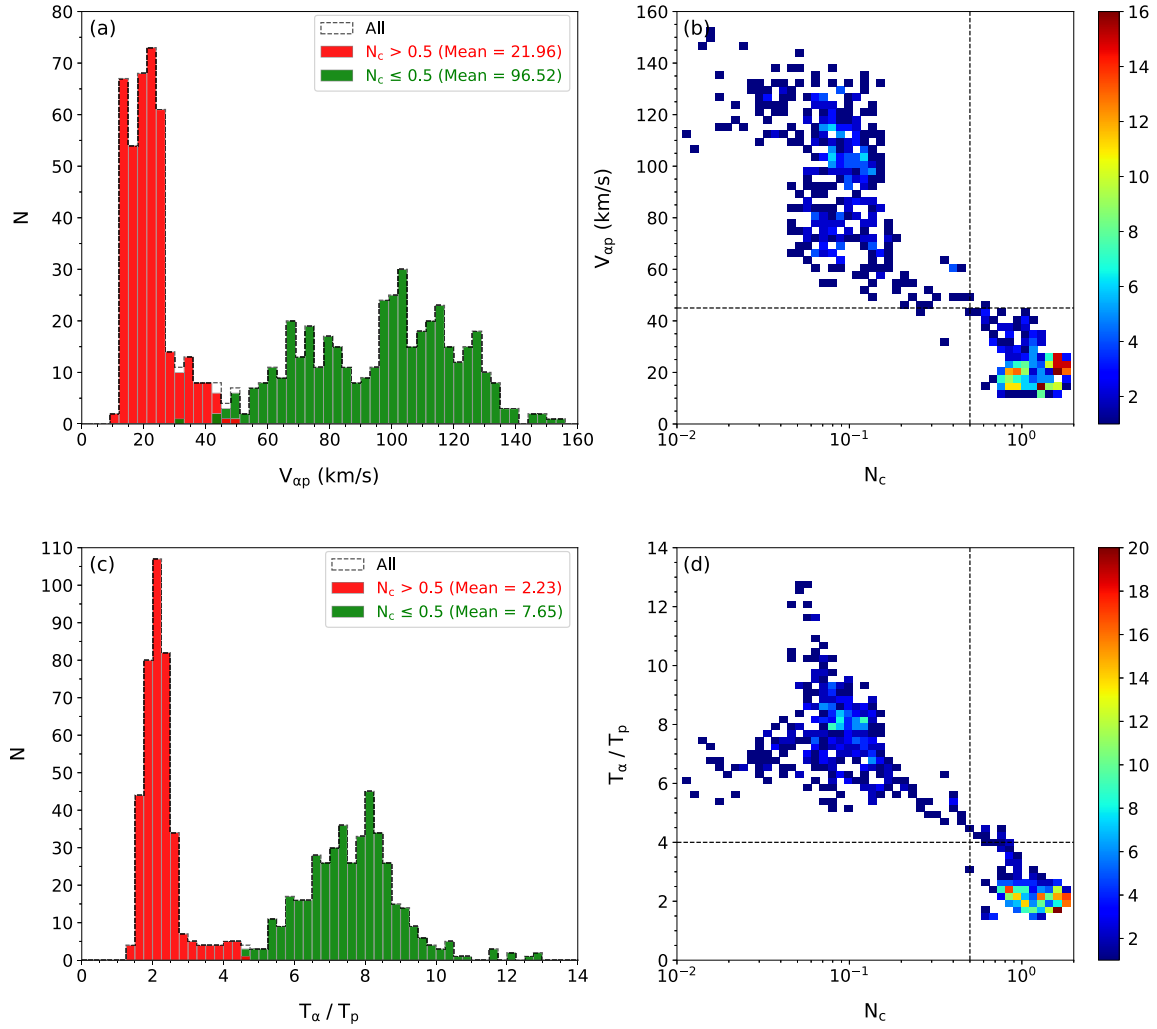 (a)
All
N_c > 0.5 (Mean = 21.96)
N_c ≤ 0.5 (Mean = 96.52)
80
70
60
50
40
30
20
10
0
N
0 20 40 60 80 100 120 140 160
V_αp (km/s)
(b)
160
140
120
100
80
60
40
20
0
V_αp (km/s)
10⁻² 10⁻¹ 10⁰
N_c
16
14
12
10
8
6
4
2
(c)
All
N_c > 0.5 (Mean = 2.23)
N_c ≤ 0.5 (Mean = 7.65)
110
100
90
80
70
60
50
40
30
20
10
0
N
0 2 4 6 8 10 12 14
T_α / T_p
(d)
14
12
10
8
6
4
2
0
T_α / T_p
10⁻² 10⁻¹ 10⁰
N_c
20
18
16
14
12
10
8
6
4
2